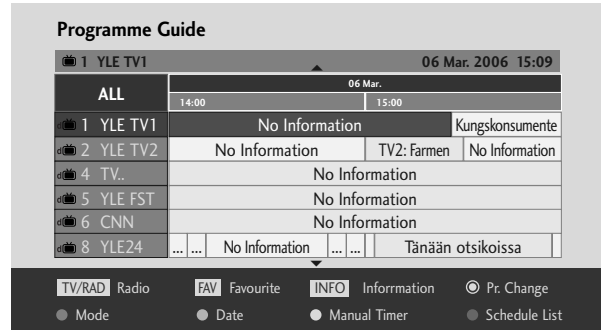 Programme Guide
1 YLE TV1 06 Mar. 2006 15:09
ALL 06 Mar.
14:00 15:00
1 YLE TV1 No Information Kungskonsumente
2 YLE TV2 No Information TV2: Farmen No Information
4 TV.. No Information
5 YLE FST No Information
6 CNN No Information
8 YLE24 ... ... No Information ... ... Tänään otsikoissa
TV/RAD Radio FAV Favourite INFO Inforrmation Pr. Change
Mode Date Manual Timer Schedule List